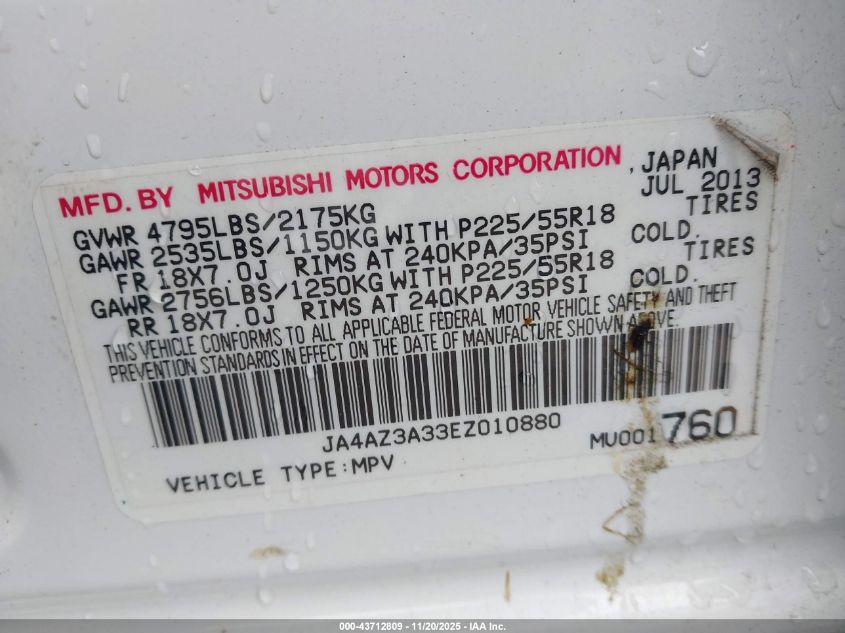 MFD. BY MITSUBISHI MOTORS CORPORATION , JAPAN
JUL 2013
GVWR 4795LBS/2175KG
GAWR 2535LBS/1150KG WITH P225/55R18 TIRES
FR 18X7.0J RIMS AT 240KPA/35PSI COLD.
GAWR 2756LBS/1250KG WITH P225/55R18 TIRES
RR 18X7.0J RIMS AT 240KPA/35PSI COLD.
THIS VEHICLE CONFORMS TO ALL APPLICABLE FEDERAL MOTOR VEHICLE SAFETY AND THEFT
PREVENTION STANDARDS IN EFFECT ON THE DATE OF MANUFACTURE SHOWN ABOVE.
JA4AZ3A33EZ010880 MV001760
VEHICLE TYPE:MPV
000-43712809 - 11/20/2025 - IAA Inc.